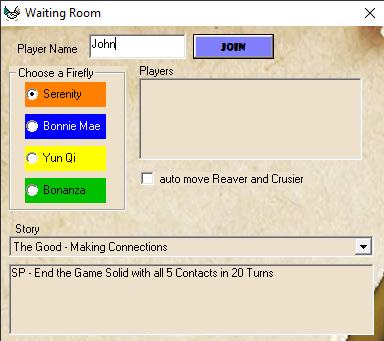 Waiting Room
Player Name
John
JOIN
Choose a Firefly
Serenity
Bonnie Mae
Yun Qi
Bonanza
Players
auto move Reaver and Crusier
Story
The Good - Making Connections
SP - End the Game Solid with all 5 Contacts in 20 Turns